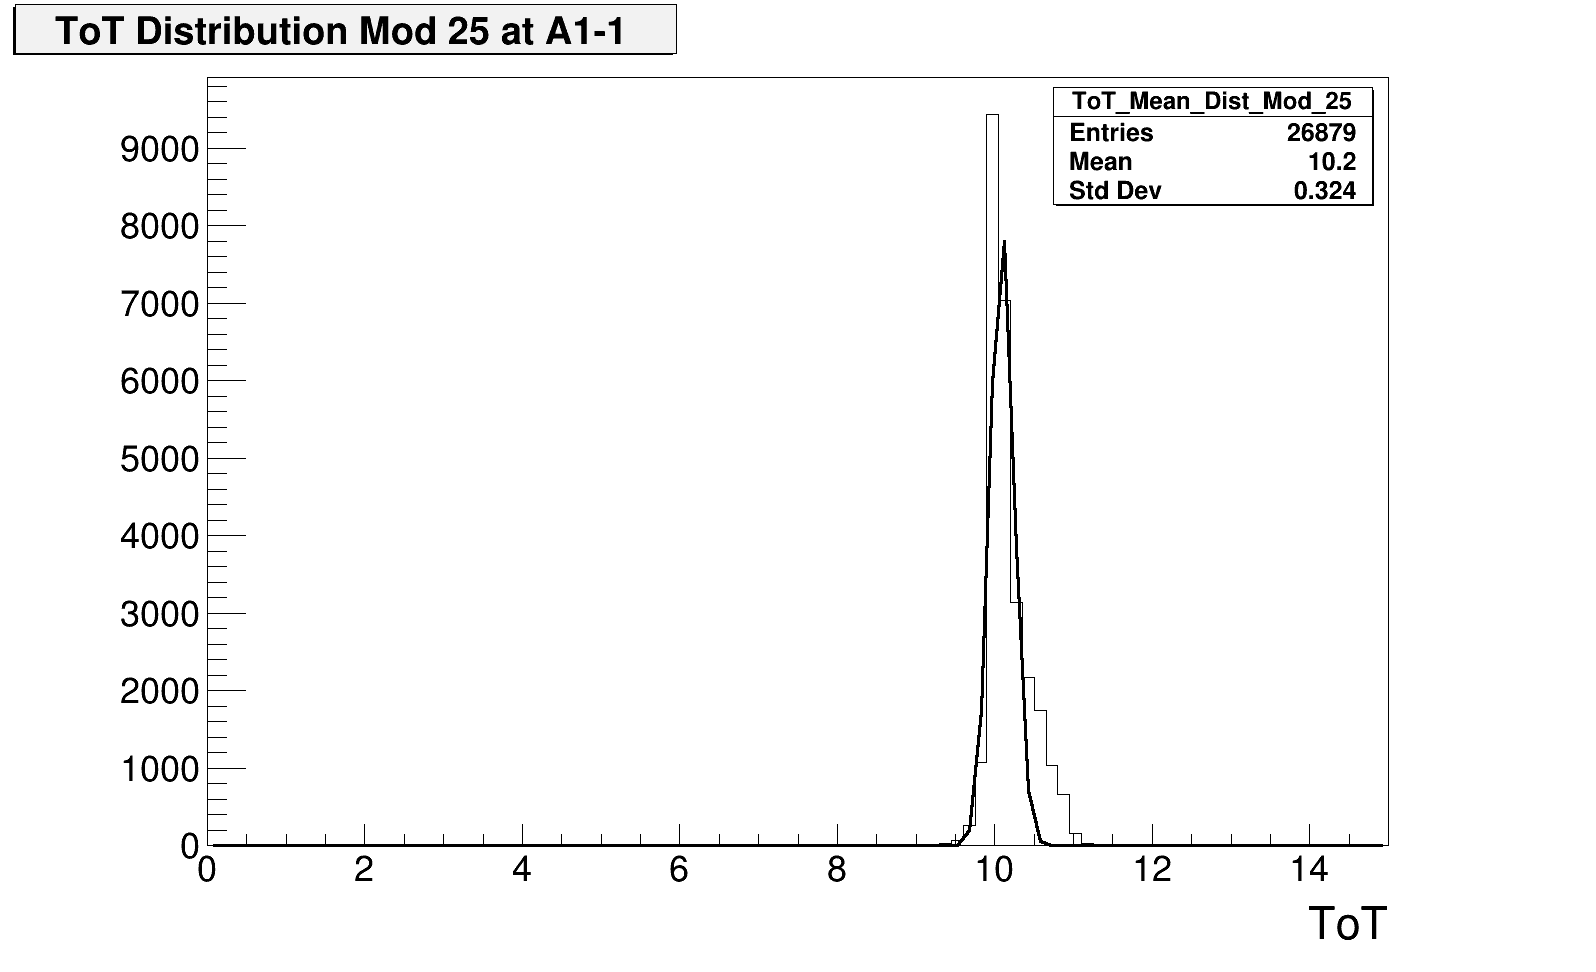 ToT Distribution Mod 25 at A1-1
ToT_Mean_Dist_Mod_25
Entries 26879
Mean 10.2
Std Dev 0.324
9000
8000
7000
6000
5000
4000
3000
2000
1000
0
0 2 4 6 8 10 12 14
ToT